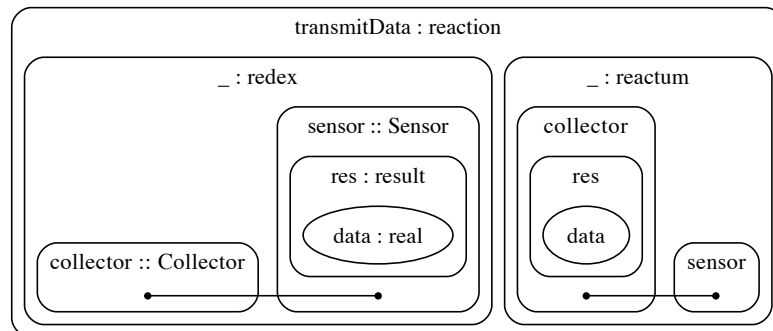 transmitData : reaction
_ : redex
sensor :: Sensor
res : result
data : real
collector :: Collector
_ : reactum
collector
res
data
sensor